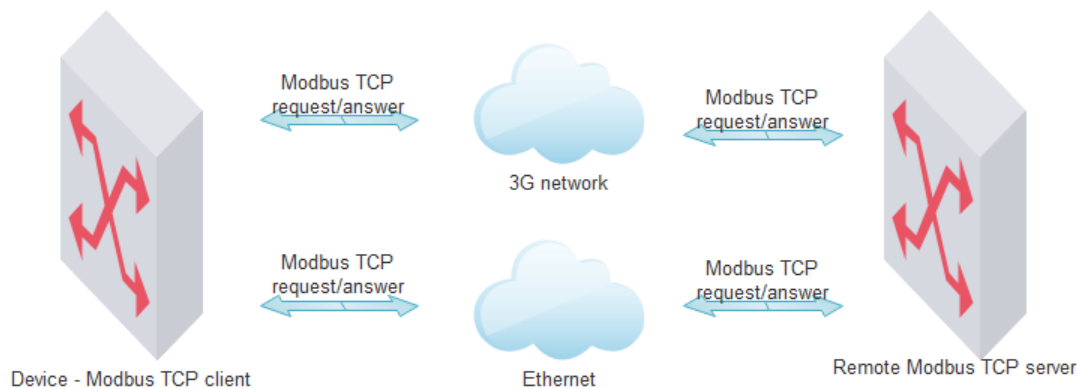 Modbus TCP
request/answer
Modbus TCP
request/answer
3G network
Modbus TCP
request/answer
Modbus TCP
request/answer
Device - Modbus TCP client
Ethernet
Remote Modbus TCP server